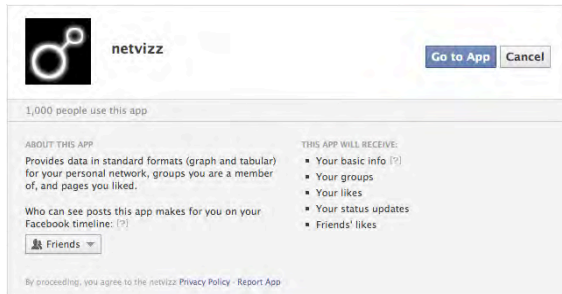 netvizz
Go to App Cancel
1,000 people use this app
ABOUT THIS APP
Provides data in standard formats (graph and tabular)
for your personal network, groups you are a member
of, and pages you liked.
Who can see posts this app makes for you on your
Facebook timeline: [?]
Friends
THIS APP WILL RECEIVE:
▪ Your basic info [?]
▪ Your groups
▪ Your likes
▪ Your status updates
▪ Friends' likes
By proceeding, you agree to the netvizz Privacy Policy · Report App